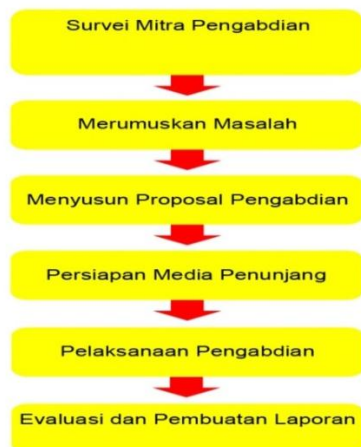 Survei Mitra Pengabdian
Merumuskan Masalah
Menyusun Proposal Pengabdian
Persiapan Media Penunjang
Pelaksanaan Pengabdian
Evaluasi dan Pembuatan Laporan